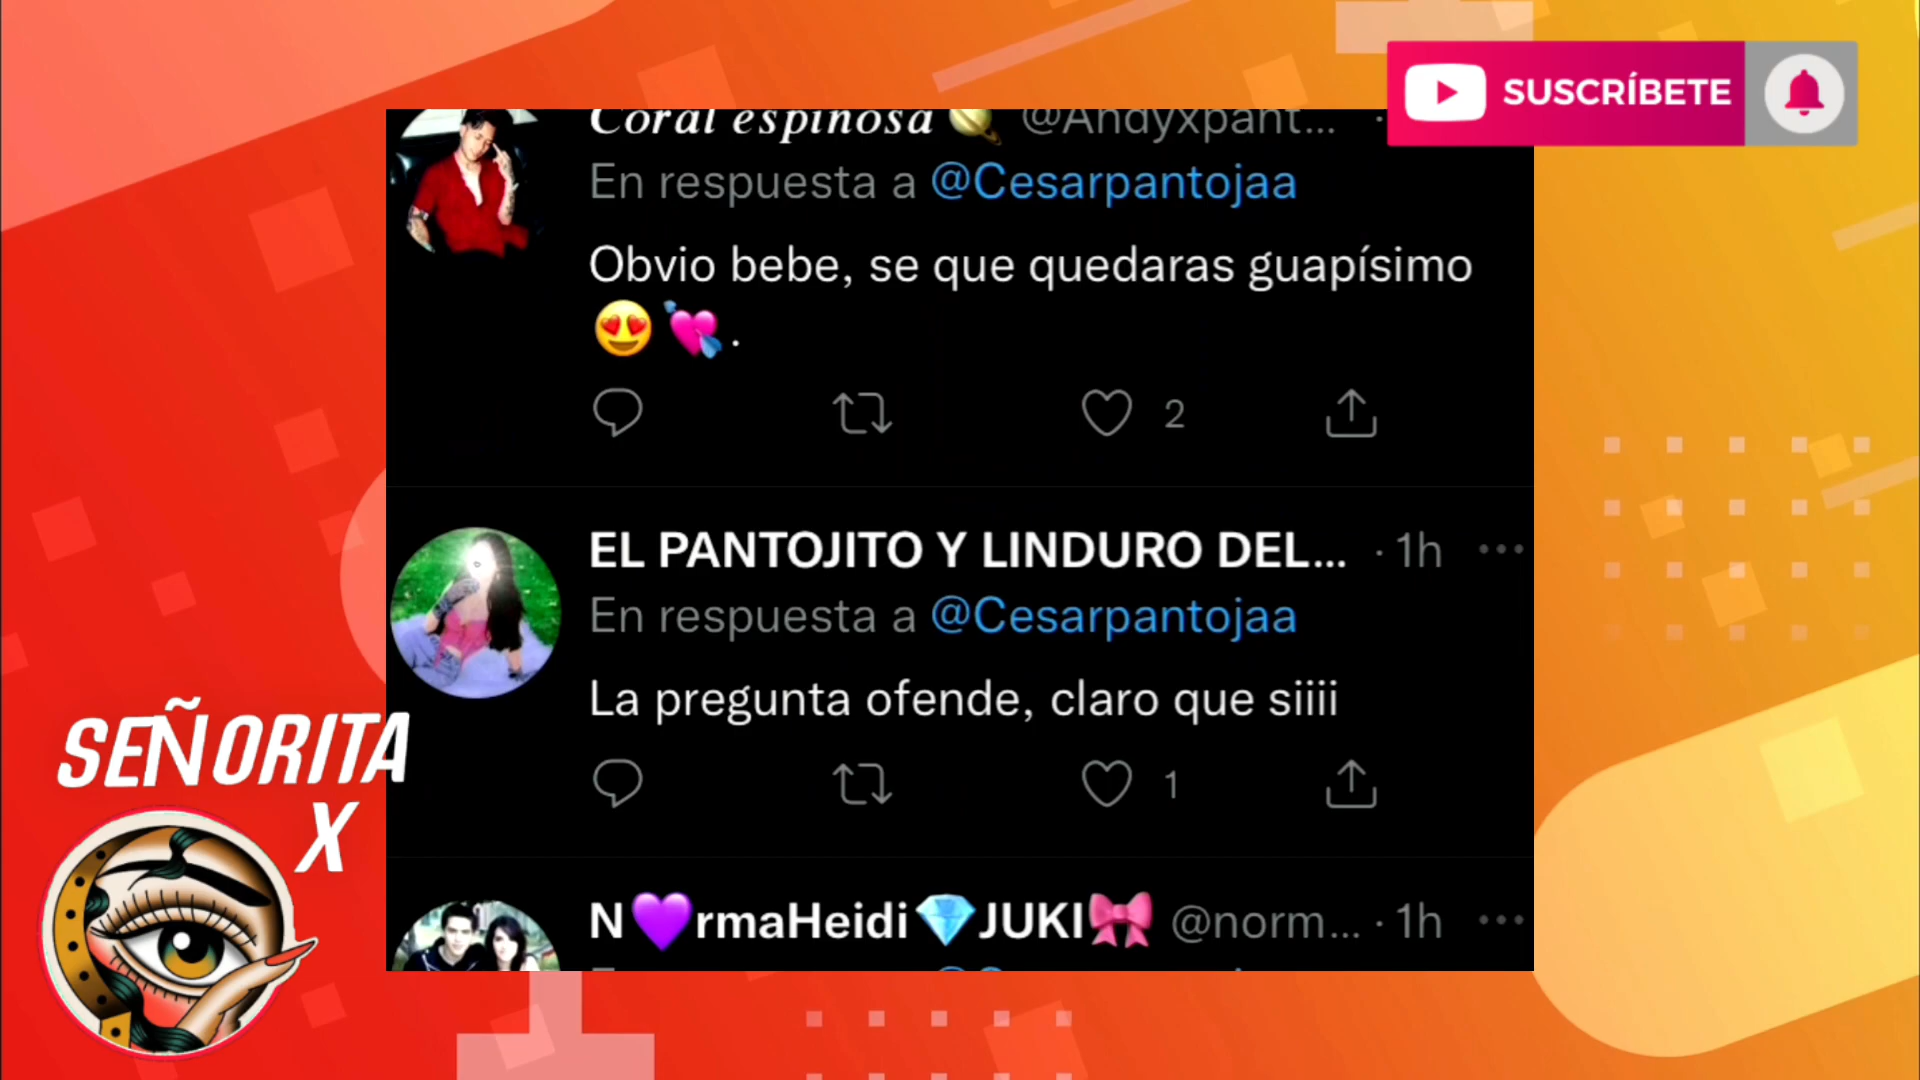 SUSCRÍBETE
Coral espinosa 🪐 @Andyxpant... ·
En respuesta a @Cesarpantojaa
Obvio bebe, se que quedaras guapísimo
😍💘.
2
EL PANTOJITO Y LINDURO DEL... · 1h ···
En respuesta a @Cesarpantojaa
La pregunta ofende, claro que siiii
1
SEÑORITA
X
N💜rmaHeidi💎JUKI🎀 @norm... · 1h ···